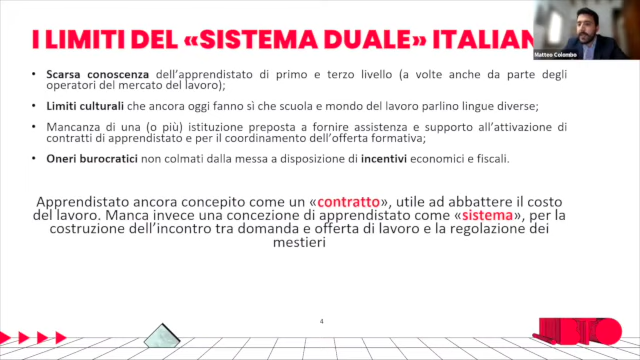 I LIMITI DEL «SISTEMA DUALE» ITALIAN
Matteo Colombo
• Scarsa conoscenza dell'apprendistato di primo e terzo livello (a volte anche da parte degli
operatori del mercato del lavoro);
• Limiti culturali che ancora oggi fanno sì che scuola e mondo del lavoro parlino lingue diverse;
• Mancanza di una (o più) istituzione preposta a fornire assistenza e supporto all'attivazione di
contratti di apprendistato e per il coordinamento dell'offerta formativa;
• Oneri burocratici non colmati dalla messa a disposizione di incentivi economici e fiscali.
Apprendistato ancora concepito come un «contratto», utile ad abbattere il costo
del lavoro. Manca invece una concezione di apprendistato come «sistema», per la
costruzione dell'incontro tra domanda e offerta di lavoro e la regolazione dei
mestieri
4